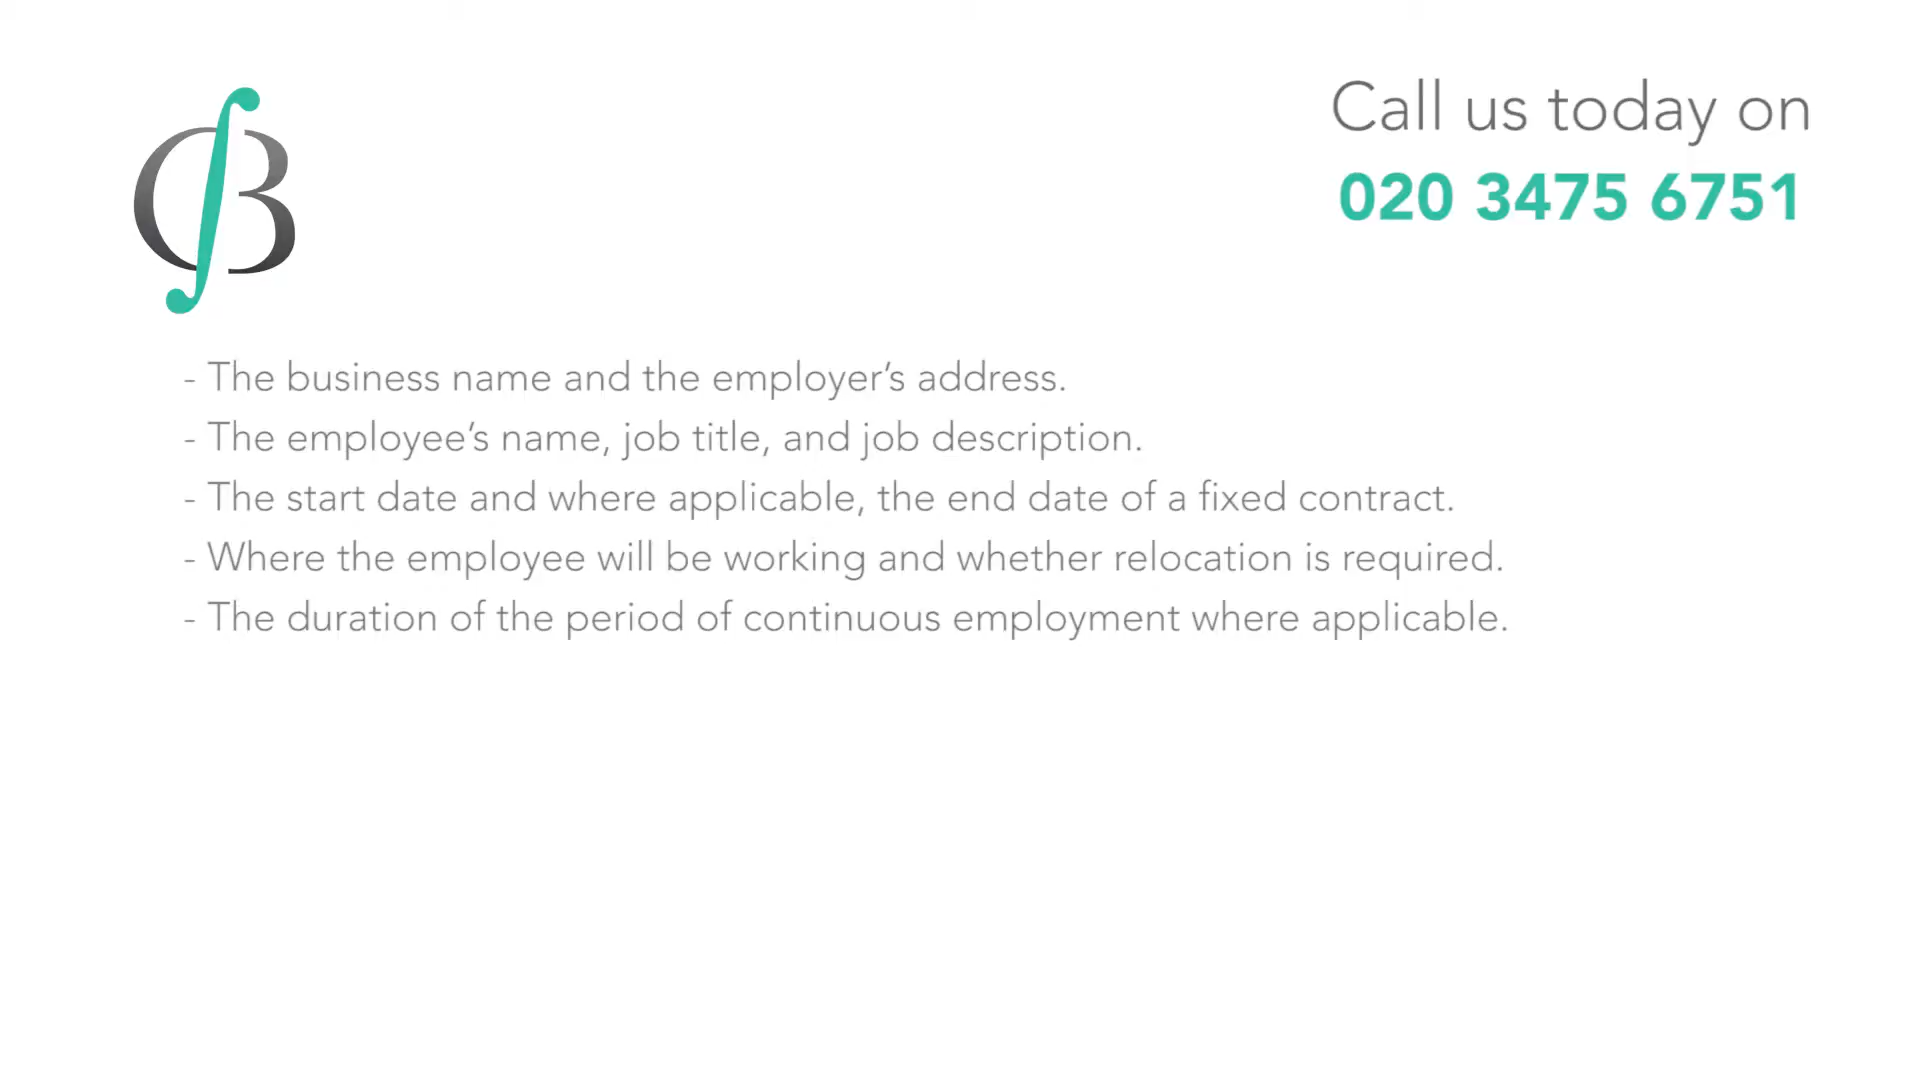 Call us today on
020 3475 6751
- The business name and the employer’s address.
- The employee’s name, job title, and job description.
- The start date and where applicable, the end date of a fixed contract.
- Where the employee will be working and whether relocation is required.
- The duration of the period of continuous employment where applicable.